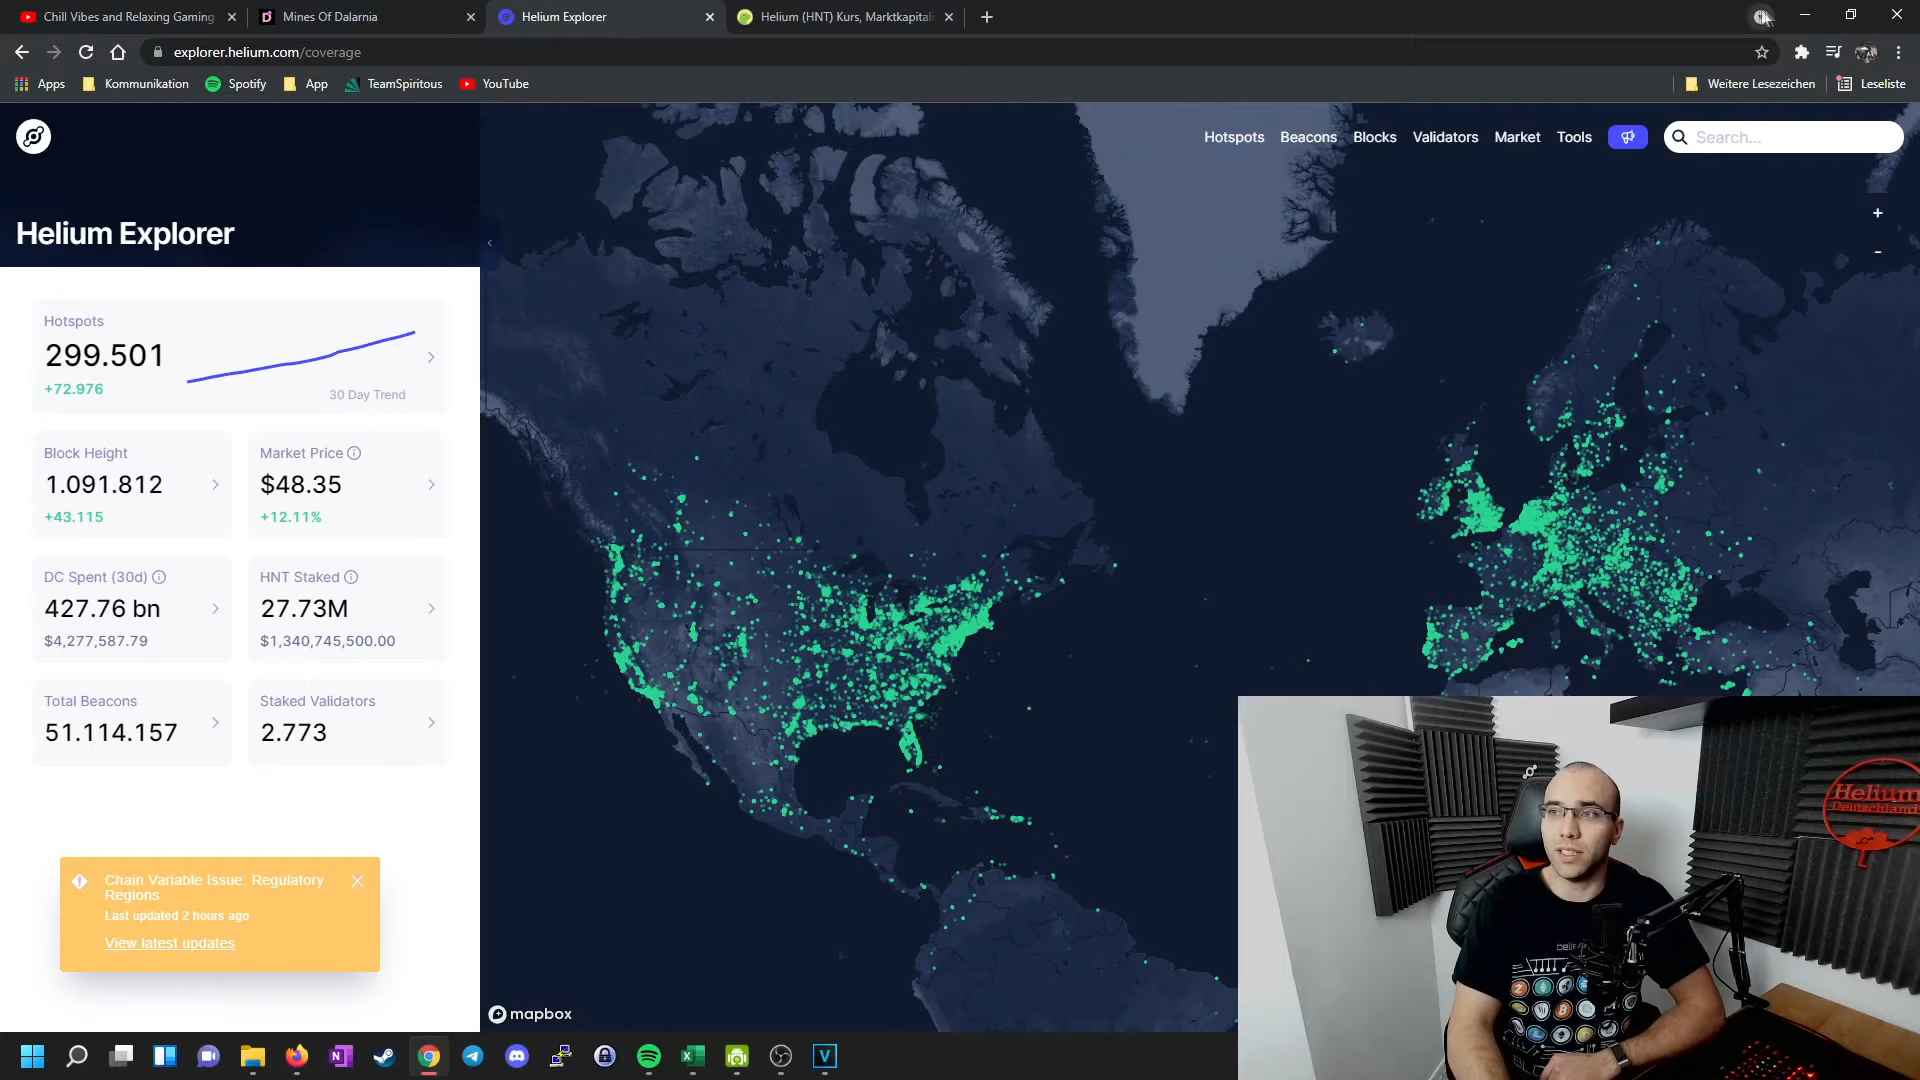 Chill Vibes and Relaxing Gaming
Mines Of Dalarnia
Helium Explorer
Helium (HNT) Kurs, Marktkapitali
explorer.helium.com/coverage
Apps
Kommunikation
Spotify
App
TeamSpiritous
YouTube
Weitere Lesezeichen
Leseliste
Hotspots
Beacons
Blocks
Validators
Market
Tools
Search...
Helium Explorer
Hotspots
299.501
+72.976
30 Day Trend
Block Height
1.091.812
+43.115
Market Price
$48.35
+12.11%
DC Spent (30d)
427.76 bn
$4,277,587.79
HNT Staked
27.73M
$1,340,745,500.00
Total Beacons
51.114.157
Staked Validators
2.773
Chain Variable Issue: Regulatory
Regions
Last updated 2 hours ago
View latest updates
mapbox
Helium
Deutschland